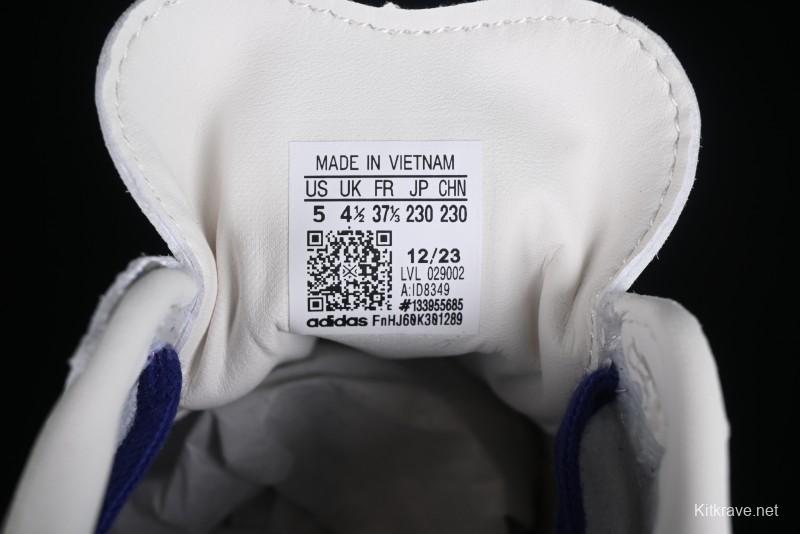 MADE IN VIETNAM
US UK FR JP CHN
5 4½ 37⅓ 230 230
12/23
LVL 029002
A:ID8349
#133955685
adidas FnHJ60K301289
Kitkrave.net